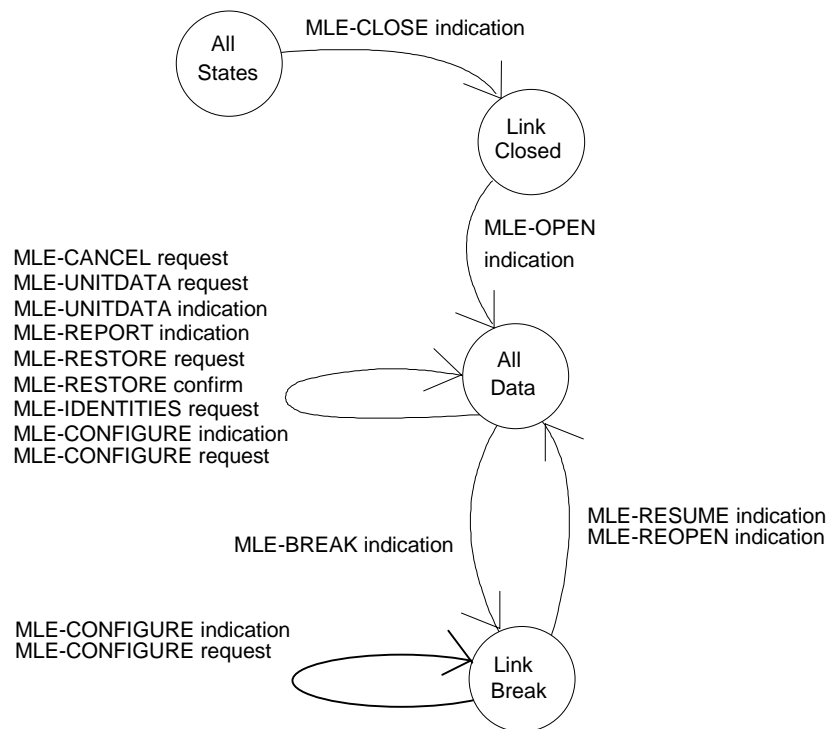 All
States
MLE-CLOSE indication
Link
Closed
MLE-OPEN
indication
MLE-CANCEL request
MLE-UNITDATA request
MLE-UNITDATA indication
MLE-REPORT indication
MLE-RESTORE request
MLE-RESTORE confirm
MLE-IDENTITIES request
MLE-CONFIGURE indication
MLE-CONFIGURE request
All
Data
MLE-BREAK indication
MLE-RESUME indication
MLE-REOPEN indication
MLE-CONFIGURE indication
MLE-CONFIGURE request
Link
Break